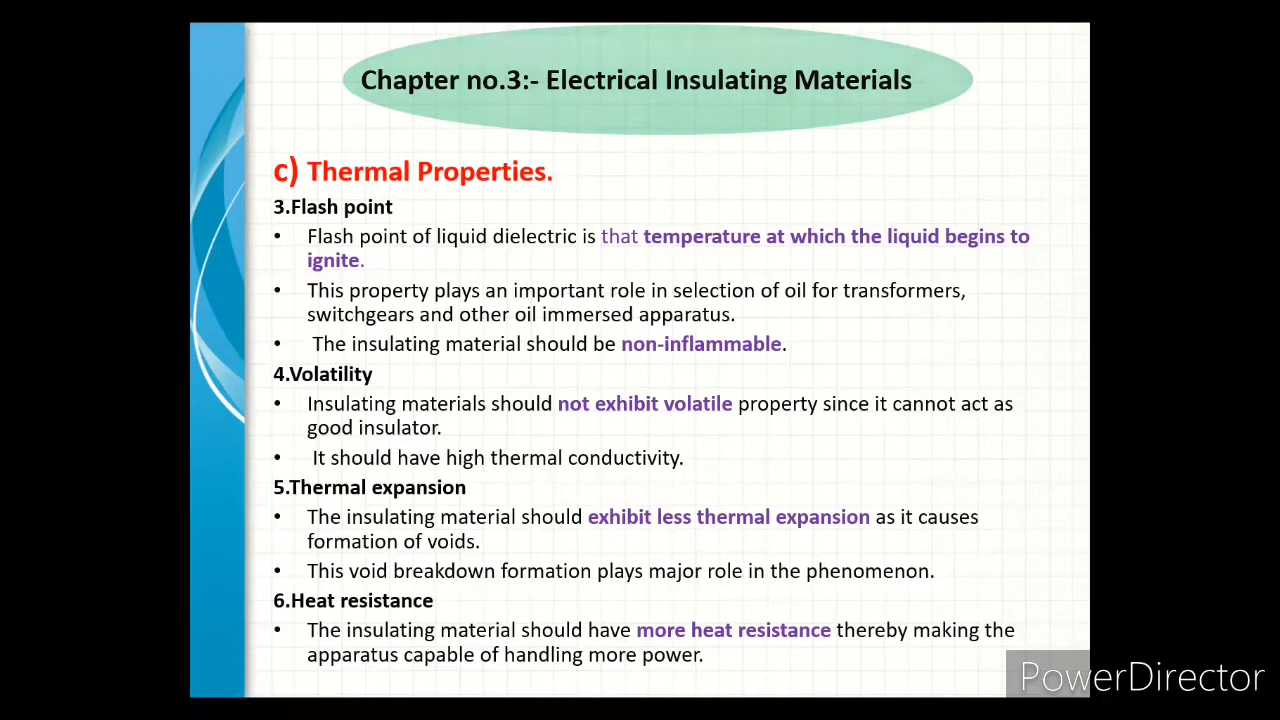 Chapter no.3:- Electrical Insulating Materials
c) Thermal Properties.
3.Flash point
• Flash point of liquid dielectric is that temperature at which the liquid begins to
ignite.
• This property plays an important role in selection of oil for transformers,
switchgears and other oil immersed apparatus.
• The insulating material should be non-inflammable.
4.Volatility
• Insulating materials should not exhibit volatile property since it cannot act as
good insulator.
• It should have high thermal conductivity.
5.Thermal expansion
• The insulating material should exhibit less thermal expansion as it causes
formation of voids.
• This void breakdown formation plays major role in the phenomenon.
6.Heat resistance
• The insulating material should have more heat resistance thereby making the
apparatus capable of handling more power.
PowerDirector